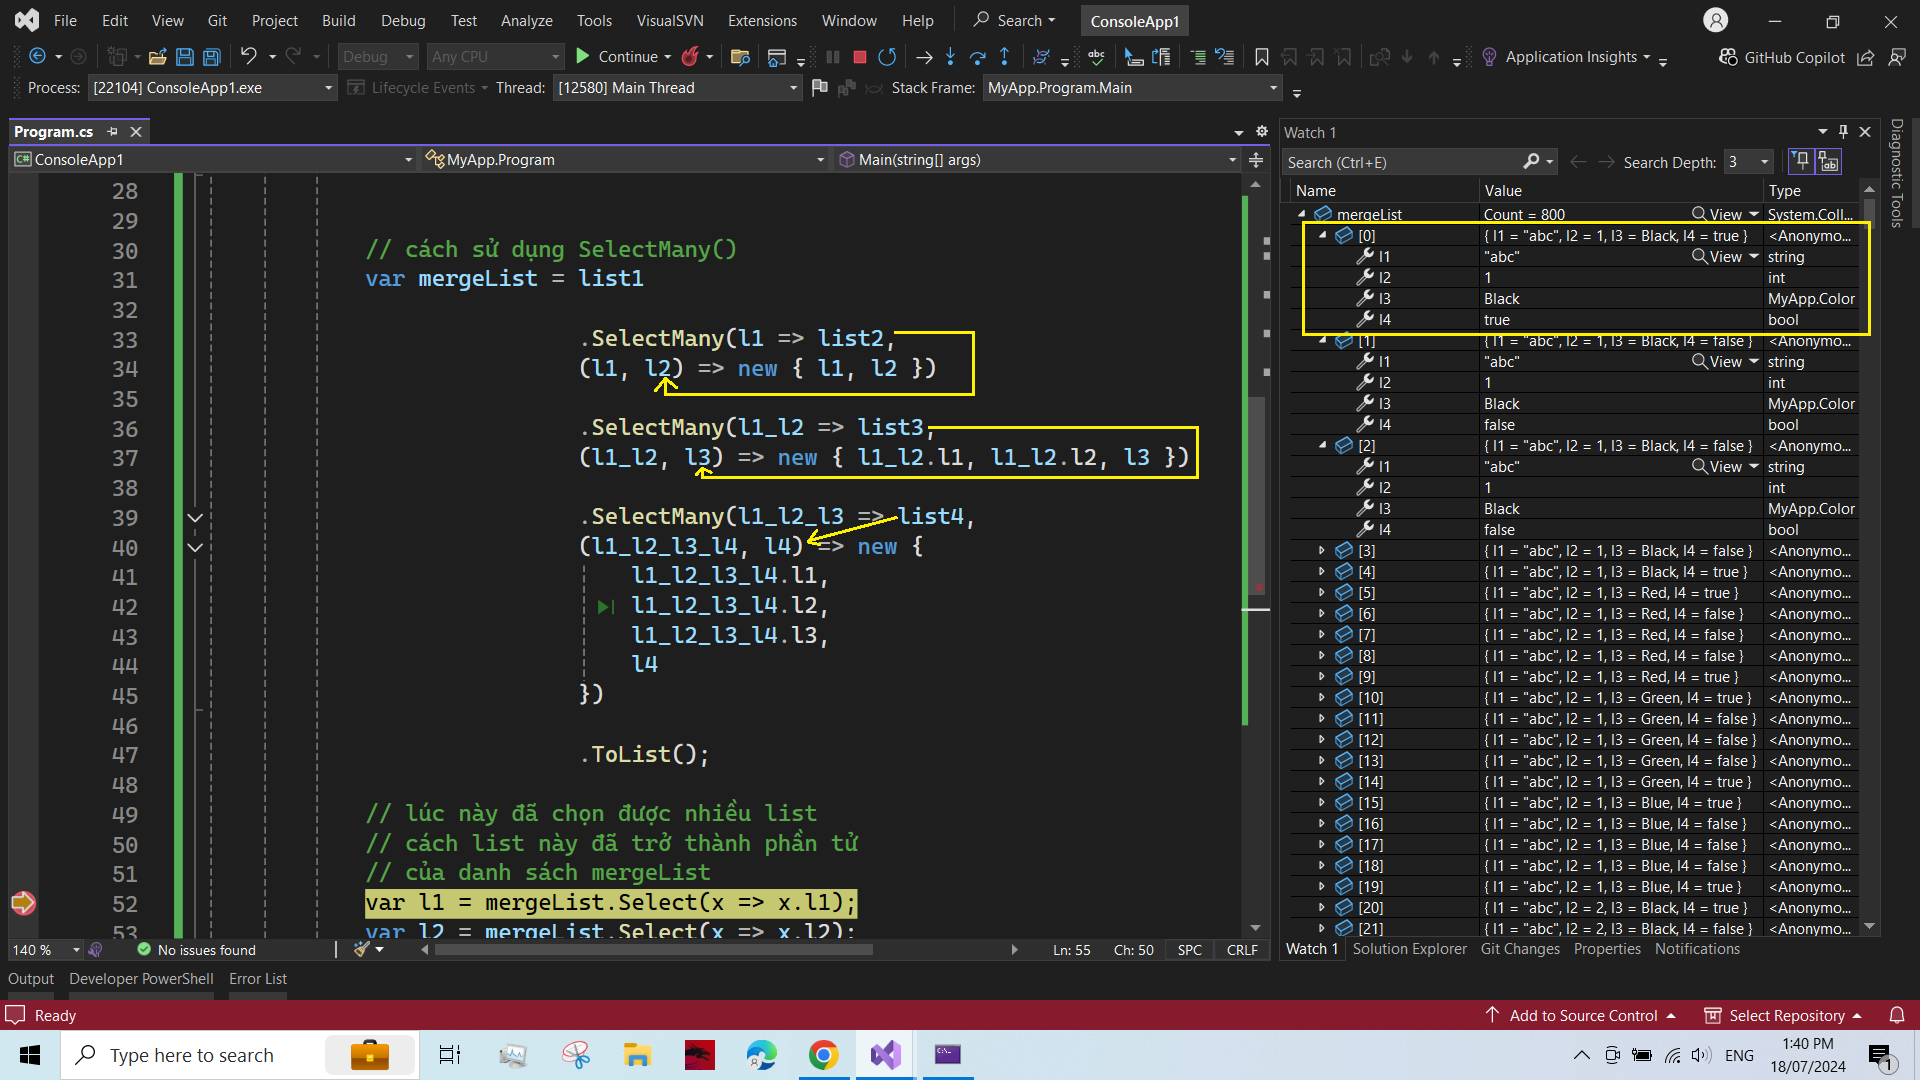 File Edit View Git Project Build Debug Test Analyze Tools VisualSVN Extensions Window Help Search ConsoleApp1
Debug Any CPU Continue Application Insights GitHub Copilot
Process: [22104] ConsoleApp1.exe Lifecycle Events Thread: [12580] Main Thread Stack Frame: MyApp.Program.Main
Program.cs
ConsoleApp1 MyApp.Program Main(string[] args)
28
29
30 // cách sử dụng SelectMany()
31 var mergeList = list1
32
33 .SelectMany(l1 => list2,
34 (l1, l2) => new { l1, l2 })
35
36 .SelectMany(l1_l2 => list3,
37 (l1_l2, l3) => new { l1_l2.l1, l1_l2.l2, l3 })
38
39 .SelectMany(l1_l2_l3 => list4,
40 (l1_l2_l3_l4, l4) => new {
41 l1_l2_l3_l4.l1,
42 l1_l2_l3_l4.l2,
43 l1_l2_l3_l4.l3,
44 l4
45 })
46
47 .ToList();
48
49 // lúc này đã chọn được nhiều list
50 // cách list này đã trở thành phần tử
51 // của danh sách mergeList
52 var l1 = mergeList.Select(x => x.l1);
53 var l2 = mergeList.Select(x => x.l2);
140 % No issues found Ln: 55 Ch: 50 SPC CRLF
Watch 1
Search (Ctrl+E) Search Depth: 3
Name Value Type
mergeList Count = 800 View System.Coll...
[0] { l1 = "abc", l2 = 1, l3 = Black, l4 = true } <Anonymo...
l1 "abc" View string
l2 1 int
l3 Black MyApp.Color
l4 true bool
[1] { l1 = "abc", l2 = 1, l3 = Black, l4 = false } <Anonymo...
l1 "abc" View string
l2 1 int
l3 Black MyApp.Color
l4 false bool
[2] { l1 = "abc", l2 = 1, l3 = Black, l4 = false } <Anonymo...
l1 "abc" View string
l2 1 int
l3 Black MyApp.Color
l4 false bool
[3] { l1 = "abc", l2 = 1, l3 = Black, l4 = false } <Anonymo...
[4] { l1 = "abc", l2 = 1, l3 = Black, l4 = true } <Anonymo...
[5] { l1 = "abc", l2 = 1, l3 = Red, l4 = true } <Anonymo...
[6] { l1 = "abc", l2 = 1, l3 = Red, l4 = false } <Anonymo...
[7] { l1 = "abc", l2 = 1, l3 = Red, l4 = false } <Anonymo...
[8] { l1 = "abc", l2 = 1, l3 = Red, l4 = false } <Anonymo...
[9] { l1 = "abc", l2 = 1, l3 = Red, l4 = true } <Anonymo...
[10] { l1 = "abc", l2 = 1, l3 = Green, l4 = true } <Anonymo...
[11] { l1 = "abc", l2 = 1, l3 = Green, l4 = false } <Anonymo...
[12] { l1 = "abc", l2 = 1, l3 = Green, l4 = false } <Anonymo...
[13] { l1 = "abc", l2 = 1, l3 = Green, l4 = false } <Anonymo...
[14] { l1 = "abc", l2 = 1, l3 = Green, l4 = true } <Anonymo...
[15] { l1 = "abc", l2 = 1, l3 = Blue, l4 = true } <Anonymo...
[16] { l1 = "abc", l2 = 1, l3 = Blue, l4 = false } <Anonymo...
[17] { l1 = "abc", l2 = 1, l3 = Blue, l4 = false } <Anonymo...
[18] { l1 = "abc", l2 = 1, l3 = Blue, l4 = false } <Anonymo...
[19] { l1 = "abc", l2 = 1, l3 = Blue, l4 = true } <Anonymo...
[20] { l1 = "abc", l2 = 2, l3 = Black, l4 = true } <Anonymo...
[21] { l1 = "abc", l2 = 2, l3 = Black, l4 = false } <Anonymo...
Watch 1 Solution Explorer Git Changes Properties Notifications
Diagnostic Tools
Output Developer PowerShell Error List
Ready Add to Source Control Select Repository
Type here to search ENG 1:40 PM
18/07/2024 1